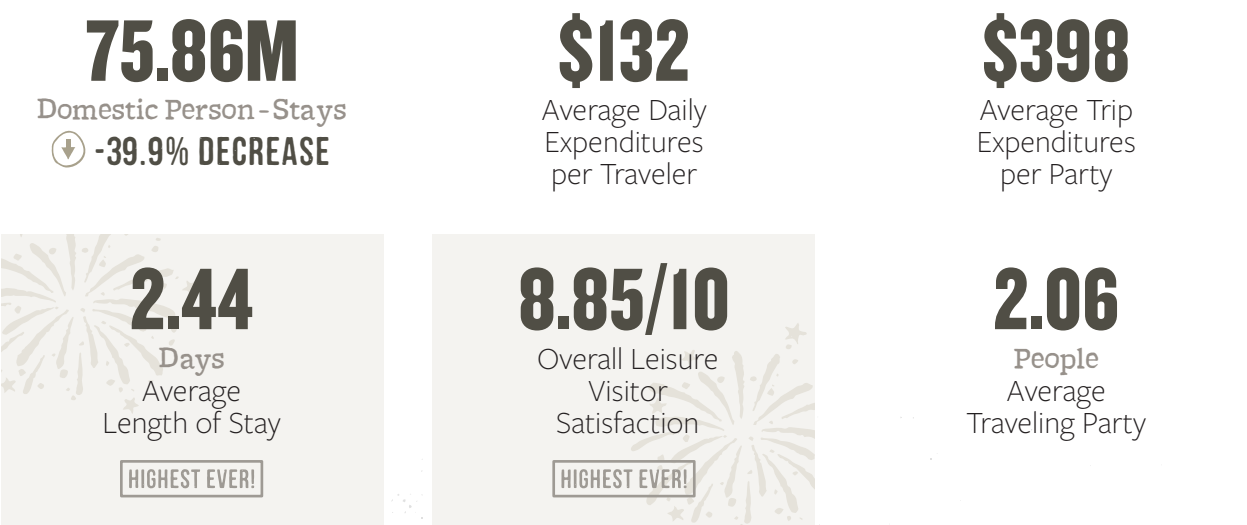 75.86M
Domestic Person-Stays
-39.9% DECREASE
$132
Average Daily
Expenditures
per Traveler
$398
Average Trip
Expenditures
per Party
2.44
Days
Average
Length of Stay
HIGHEST EVER!
8.85/10
Overall Leisure
Visitor
Satisfaction
HIGHEST EVER!
2.06
People
Average
Traveling Party